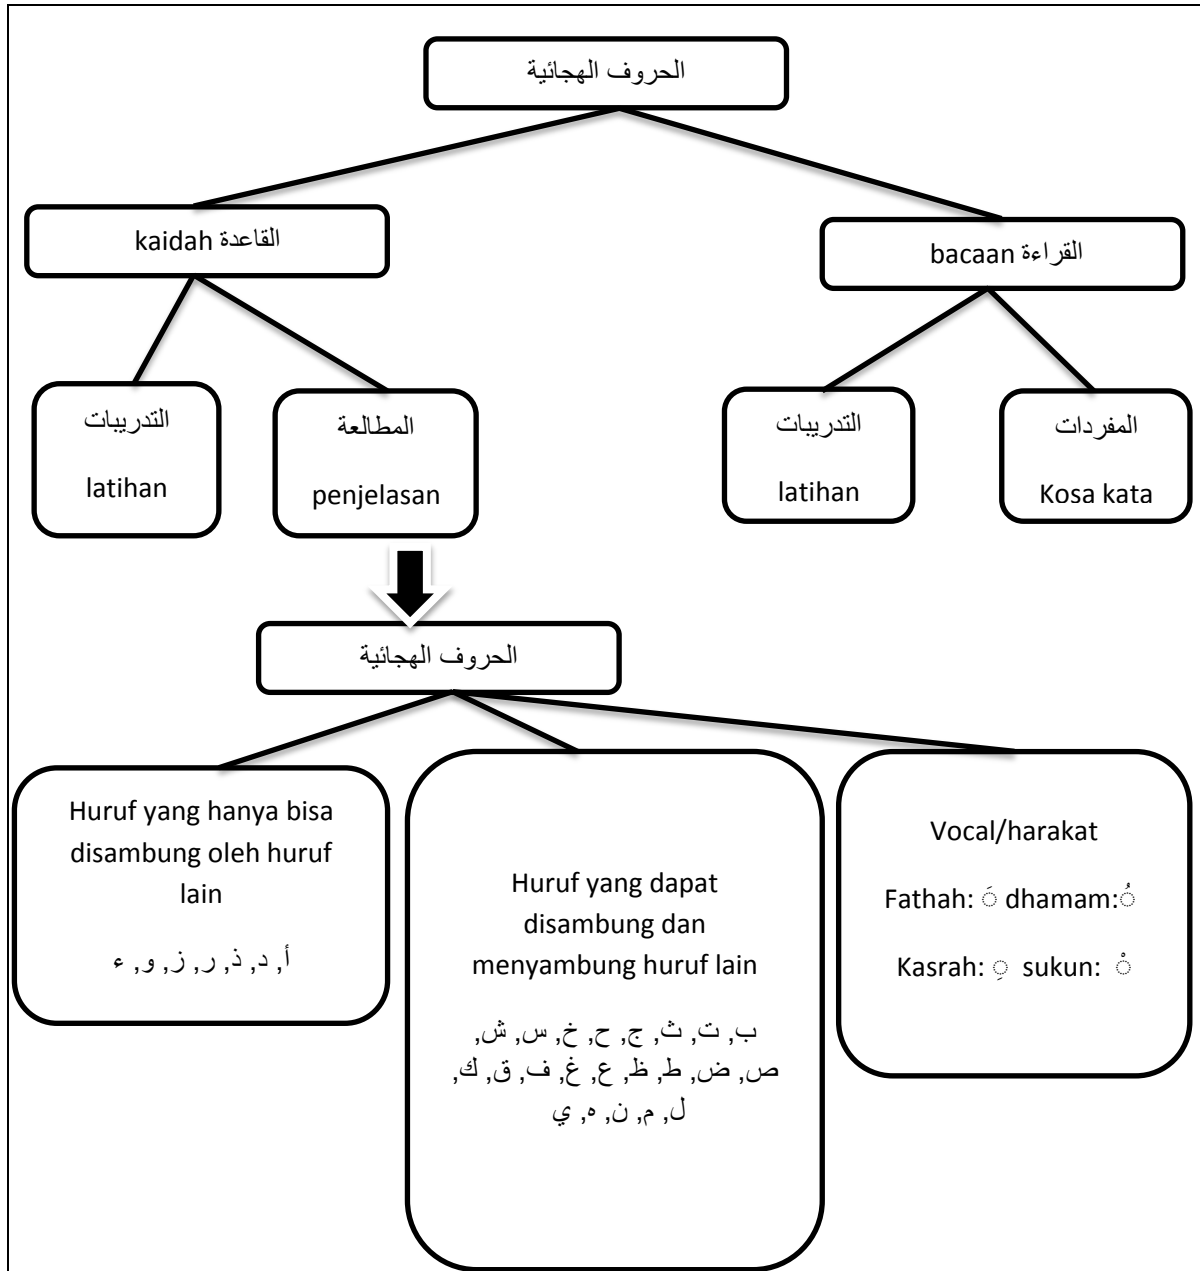 الحروف الهجائية
القاعدة kaidah
القراءة bacaan
التدريبات
latihan
المطالعة
penjelasan
التدريبات
latihan
المفردات
Kosa kata
الحروف الهجائية
Huruf yang hanya bisa
disambung oleh huruf
lain
أ, د, ذ, ر, ز, و, ء
Huruf yang dapat
disambung dan
menyambung huruf lain
ب, ت, ث, ج, ح, خ, س, ش,
ص, ض, ط, ظ, ع, غ, ف, ق, ك,
ل, م, ن, ه, ي
Vocal/harakat
Fathah: ◌َ dhamam:◌ُ
Kasrah: ◌ِ sukun: ◌ْ